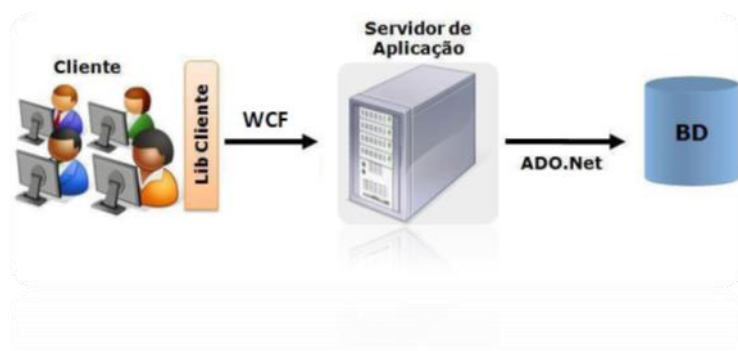 Servidor de
Aplicação
Cliente
Lib Cliente
WCF
ADO.Net
BD